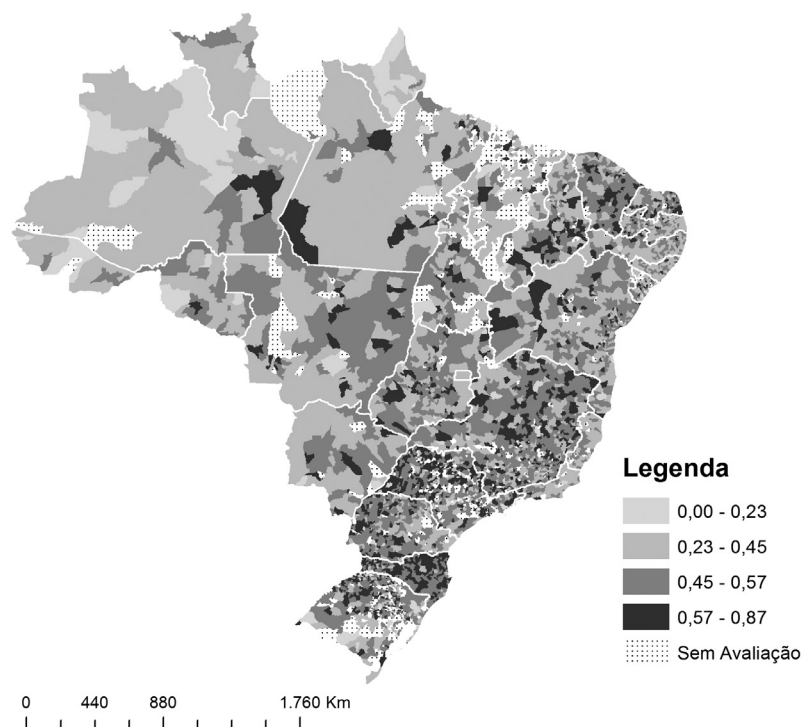 Legenda
0,00 - 0,23
0,23 - 0,45
0,45 - 0,57
0,57 - 0,87
Sem Avaliação
0 440 880 1.760 Km